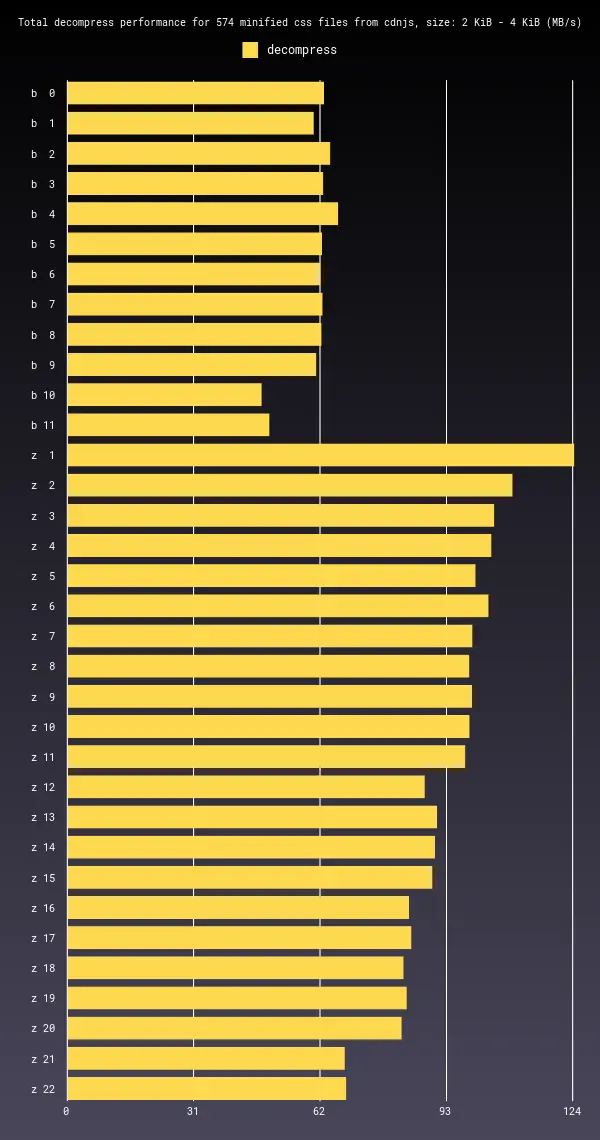 Total decompress performance for 574 minified css files from cdnjs, size: 2 KiB - 4 KiB (MB/s)
decompress
b 0
b 1
b 2
b 3
b 4
b 5
b 6
b 7
b 8
b 9
b 10
b 11
z 1
z 2
z 3
z 4
z 5
z 6
z 7
z 8
z 9
z 10
z 11
z 12
z 13
z 14
z 15
z 16
z 17
z 18
z 19
z 20
z 21
z 22
0 31 62 93 124